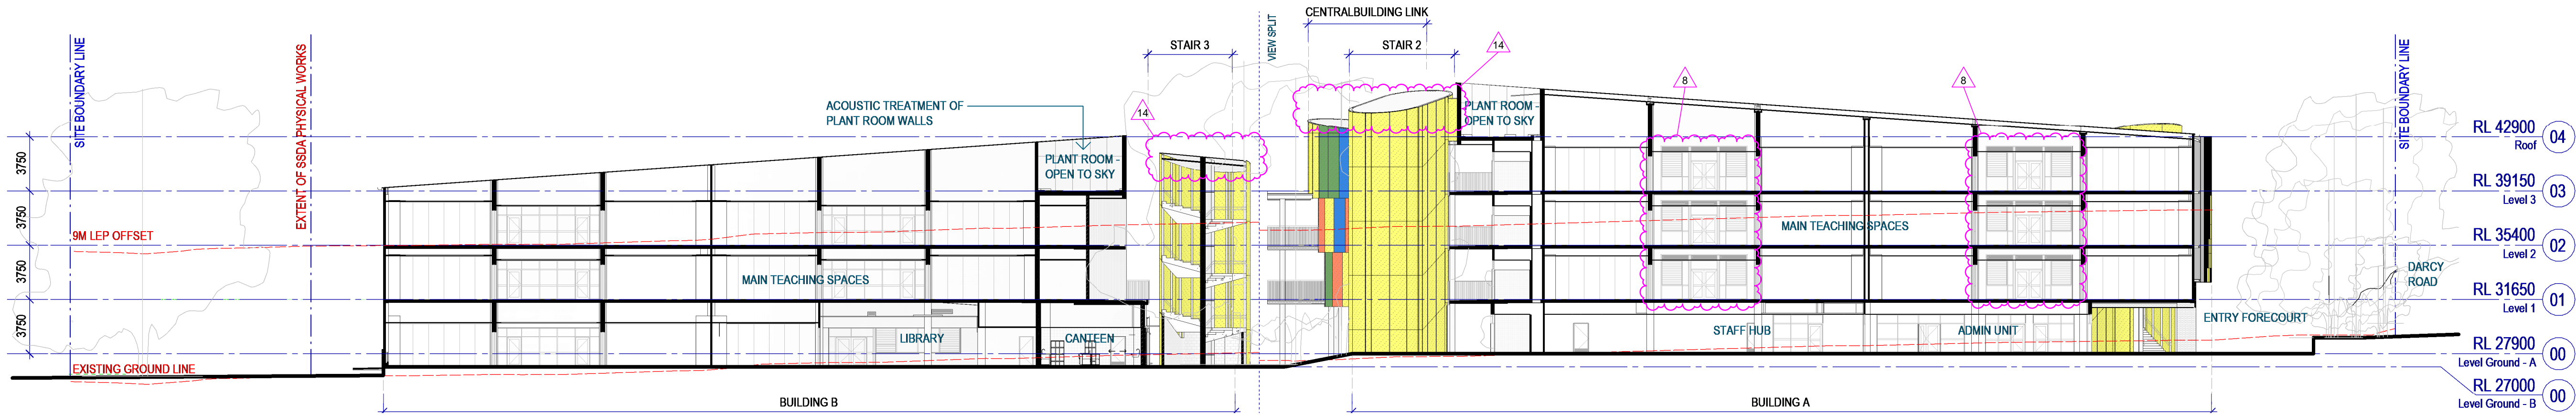 CENTRALBUILDING LINK
STAIR 3
VIEW SPLIT
STAIR 2
14
SITE BOUNDARY LINE
EXTENT OF SSDA PHYSICAL WORKS
ACOUSTIC TREATMENT OF
PLANT ROOM WALLS
14
PLANT ROOM -
OPEN TO SKY
PLANT ROOM -
OPEN TO SKY
8
8
SITE BOUNDARY LINE
RL 42900
Roof
04
RL 39150
Level 3
03
RL 35400
Level 2
02
RL 31650
Level 1
01
RL 27900
Level Ground - A
00
RL 27000
Level Ground - B
00
3750
3750
3750
3750
9M LEP OFFSET
MAIN TEACHING SPACES
MAIN TEACHING SPACES
DARCY
ROAD
LIBRARY
CANTEEN
STAFF HUB
ADMIN UNIT
ENTRY FORECOURT
EXISTING GROUND LINE
BUILDING B
BUILDING A